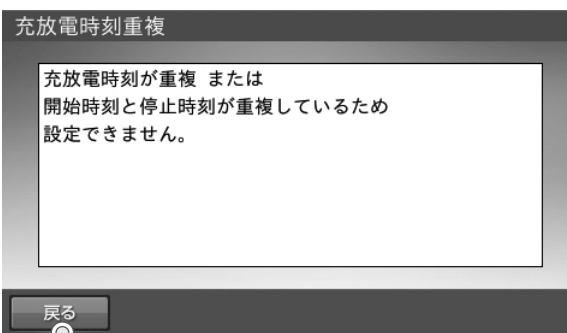 充放電時刻重複
充放電時刻が重複 または
開始時刻と停止時刻が重複しているため
設定できません。
戻る